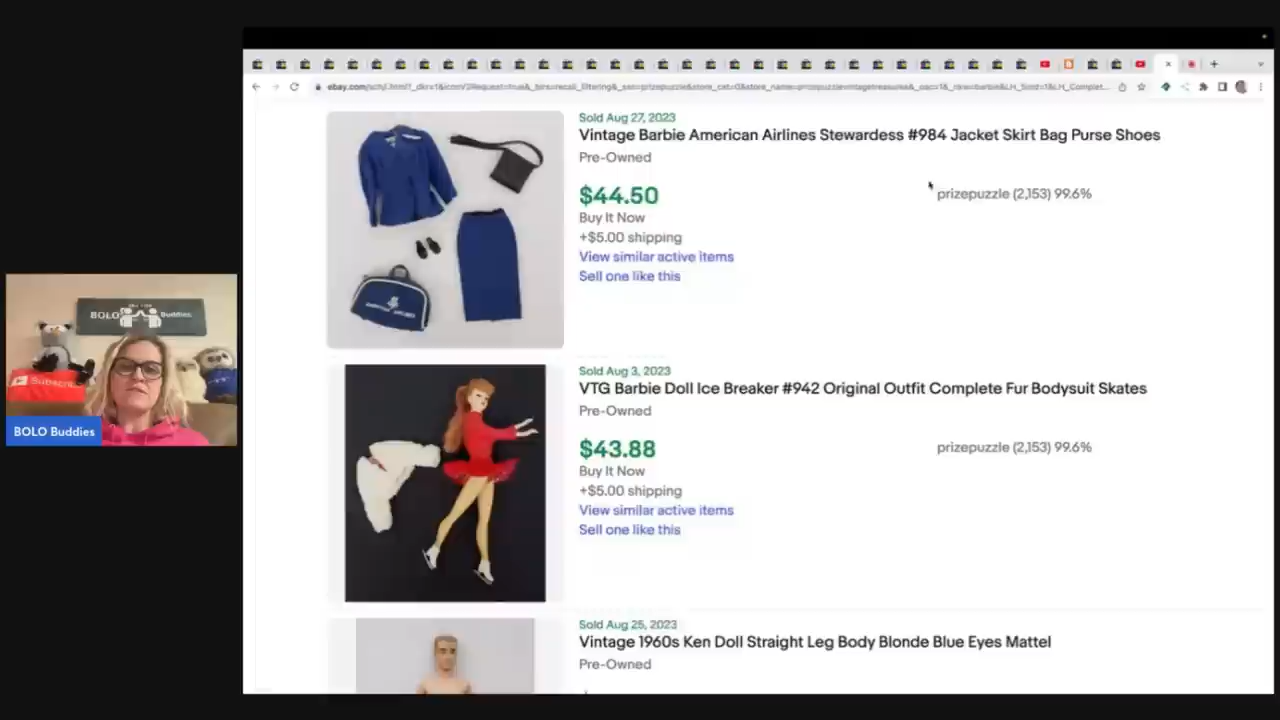 Sold Aug 27, 2023
Vintage Barbie American Airlines Stewardess #984 Jacket Skirt Bag Purse Shoes
Pre-Owned
$44.50
prizepuzzle (2,153) 99.6%
Buy It Now
+$5.00 shipping
View similar active items
Sell one like this
Sold Aug 3, 2023
VTG Barbie Doll Ice Breaker #942 Original Outfit Complete Fur Bodysuit Skates
Pre-Owned
$43.88
prizepuzzle (2,153) 99.6%
Buy It Now
+$5.00 shipping
View similar active items
Sell one like this
Sold Aug 25, 2023
Vintage 1960s Ken Doll Straight Leg Body Blonde Blue Eyes Mattel
Pre-Owned
BOLO Buddies
Subscri
BOLO Buddies